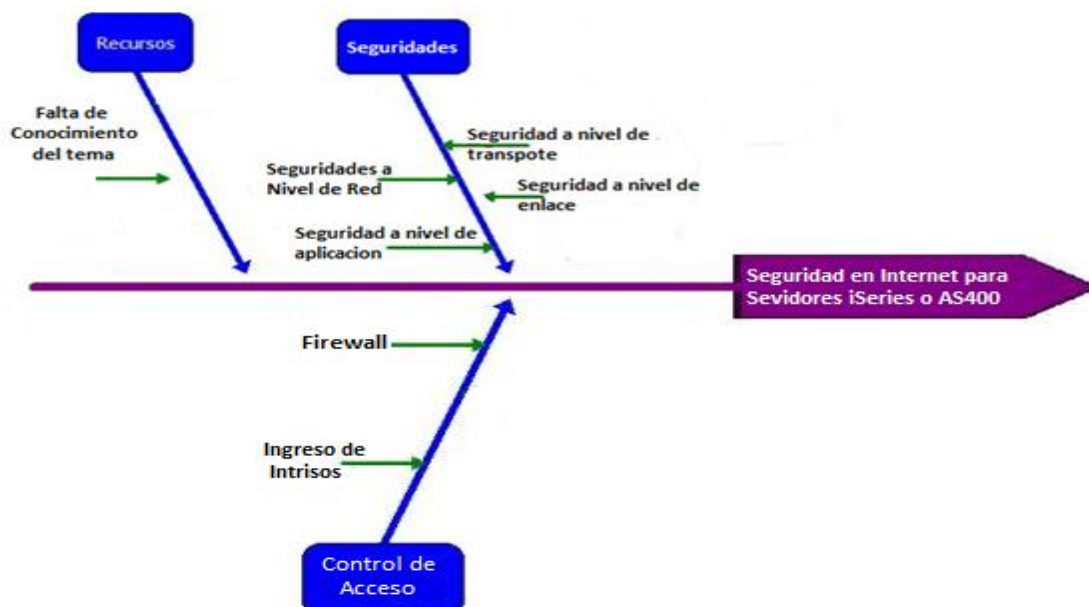 Recursos
Seguridades
Falta de
Conocimiento
del tema
Seguridad a nivel de
transpote
Seguridades a
Nivel de Red
Seguridad a nivel de
enlace
Seguridad a nivel de
aplicacion
Seguridad en Internet para
Sevidores iSeries o AS400
Firewall
Ingreso de
Intrisos
Control de
Acceso